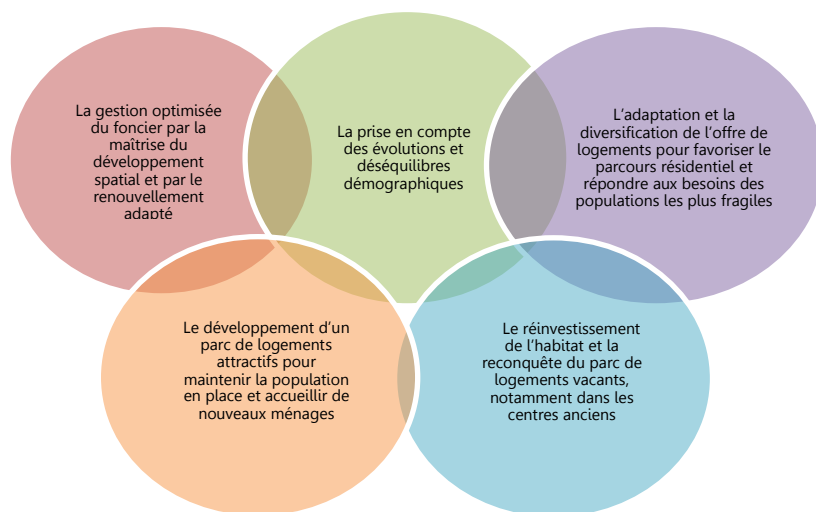 La gestion optimisée
du foncier par la
maîtrise du
développement
spatial et par le
renouvellement
adapté
La prise en compte
des évolutions et
déséquilibres
démographiques
L'adaptation et la
diversification de l'offre de
logements pour favoriser le
parcours résidentiel et
répondre aux besoins des
populations les plus fragiles
Le développement d'un
parc de logements
attractifs pour
maintenir la population
en place et accueillir de
nouveaux ménages
Le réinvestissement
de l'habitat et la
reconquête du parc de
logements vacants,
notamment dans les
centres anciens